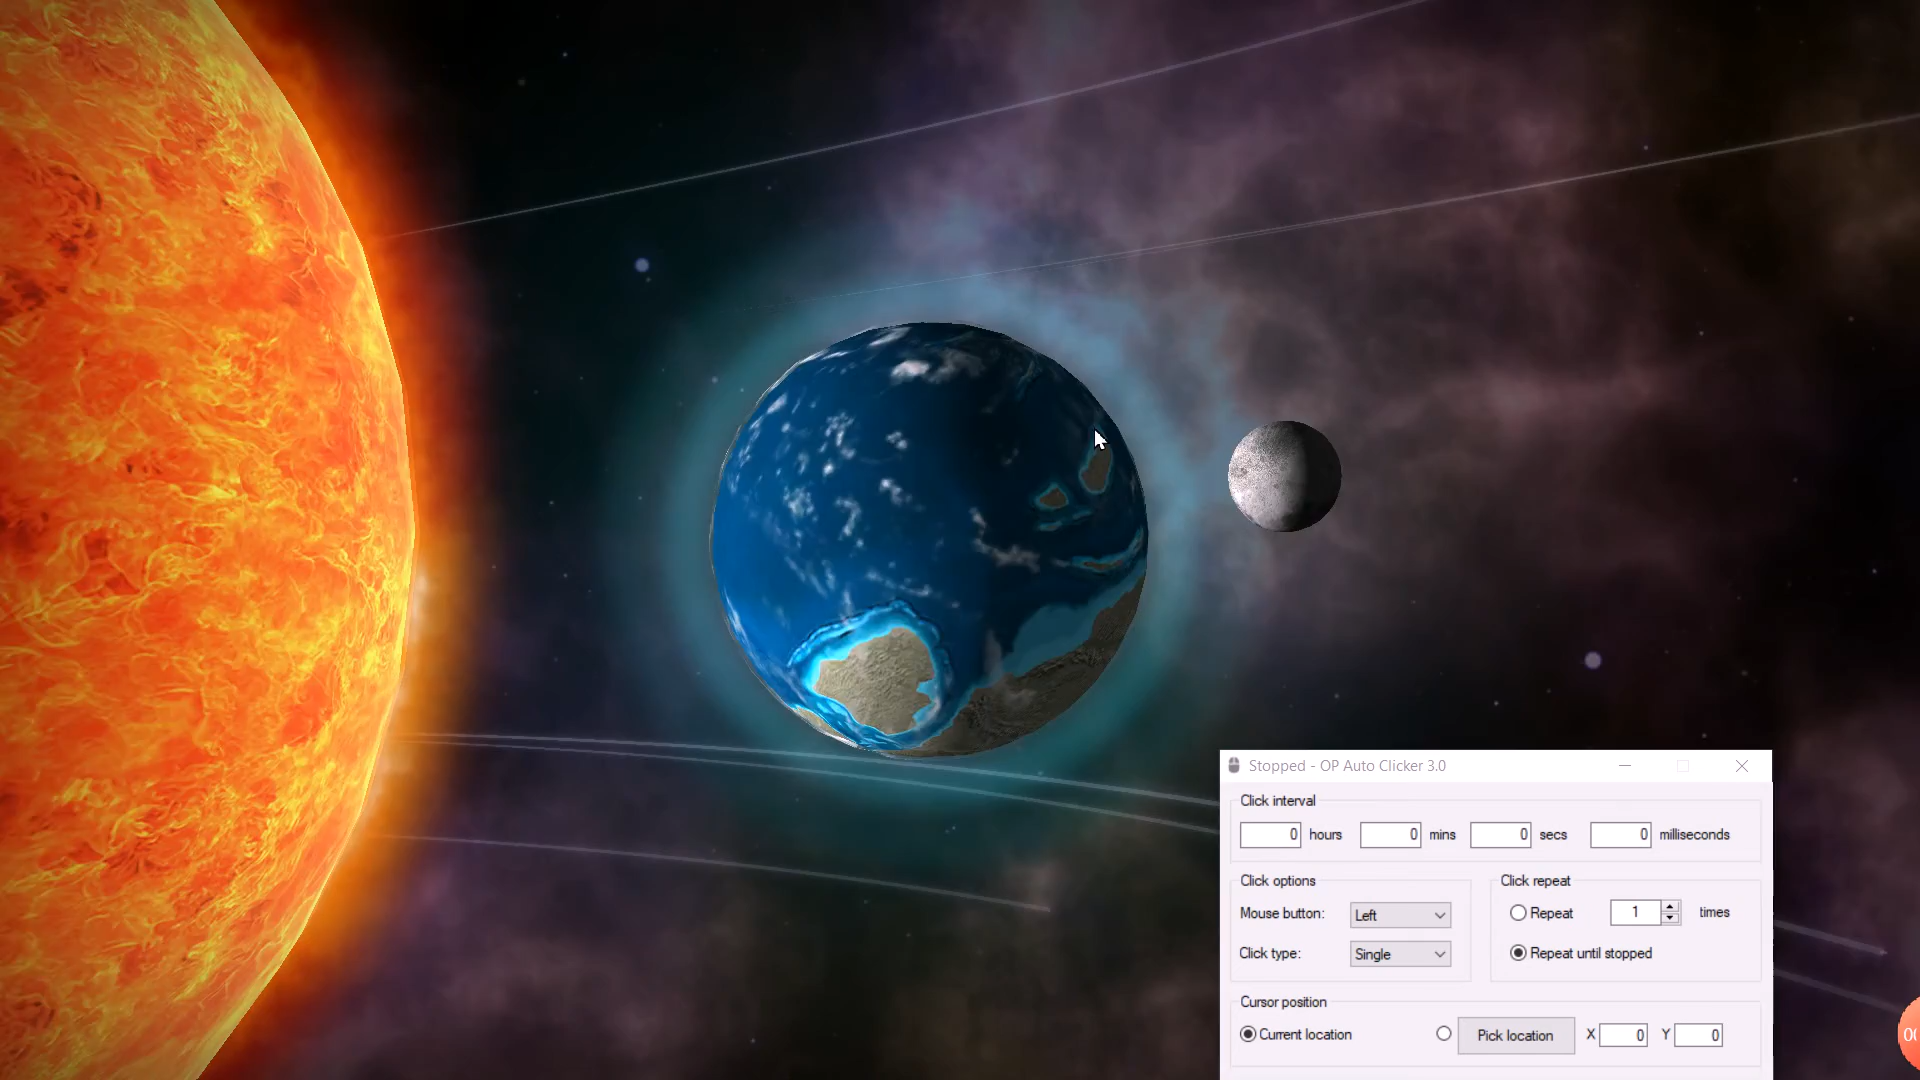 Stopped - OP Auto Clicker 3.0
Click interval
0 hours 0 mins 0 secs 0 milliseconds
Click options
Mouse button: Left
Click type: Single
Click repeat
Repeat 1 times
Repeat until stopped
Cursor position
Current location Pick location X 0 Y 0
00